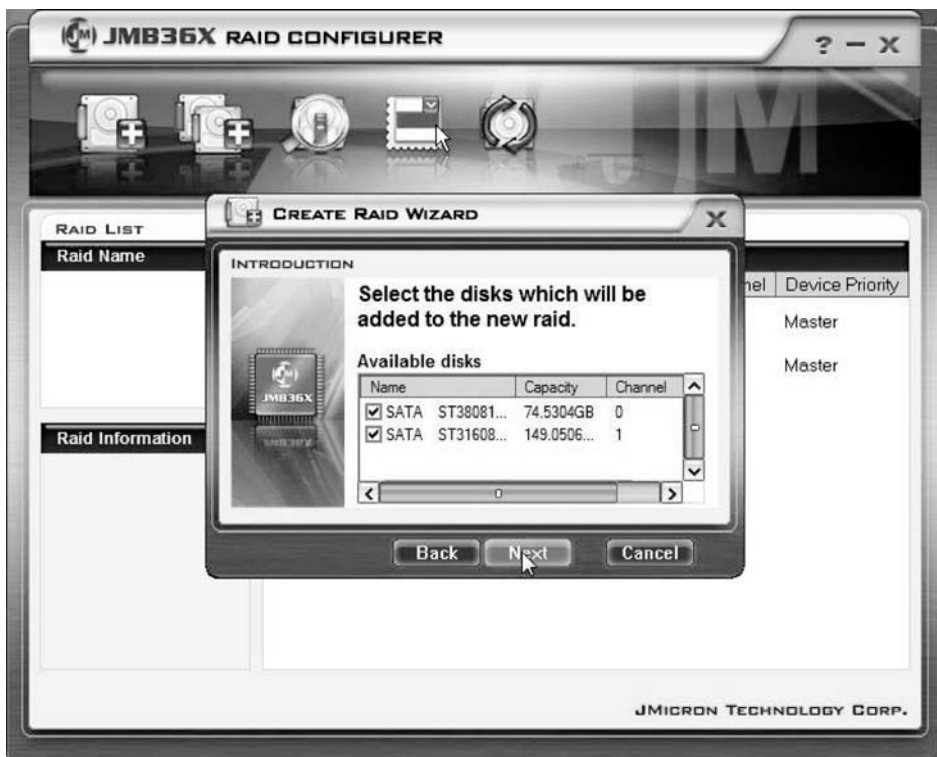 JMB36X RAID CONFIGURER
? – X
JM
RAID LIST
Raid Name
Device Priority
Master
Master
Raid Information
CREATE RAID WIZARD
X
INTRODUCTION
JMB36X
Select the disks which will be
added to the new raid.
Available disks
Name Capacity Channel
SATA ST38081... 74.5304GB 0
SATA ST31608... 149.0506... 1
Back Next Cancel
JMICRON TECHNOLOGY CORP.